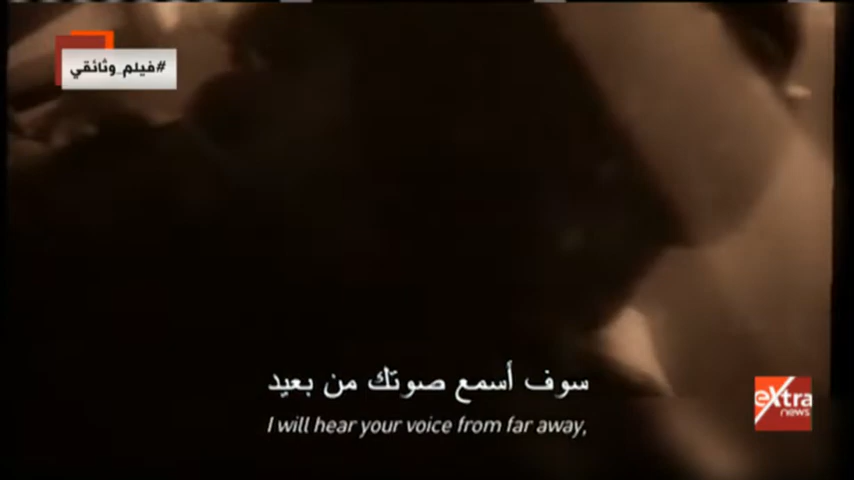 #فيلم_وثائقي
سوف أسمع صوتك من بعيد
I will hear your voice from far away,
eXtra
news